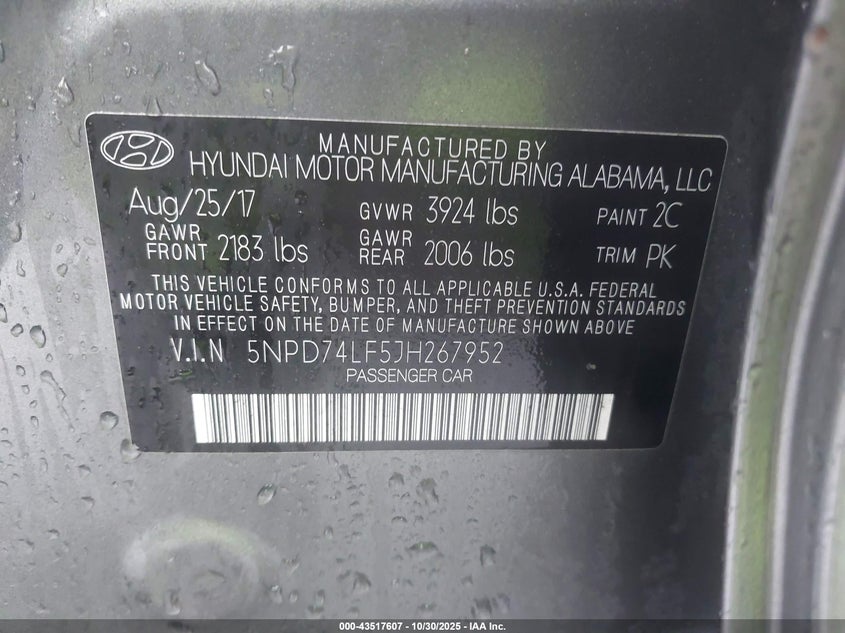 MANUFACTURED BY
HYUNDAI MOTOR MANUFACTURING ALABAMA, LLC
Aug/25/17 GVWR 3924 lbs PAINT 2C
GAWR FRONT 2183 lbs GAWR REAR 2006 lbs TRIM PK
THIS VEHICLE CONFORMS TO ALL APPLICABLE U.S.A. FEDERAL
MOTOR VEHICLE SAFETY, BUMPER, AND THEFT PREVENTION STANDARDS
IN EFFECT ON THE DATE OF MANUFACTURE SHOWN ABOVE
V.I.N 5NPD74LF5JH267952
PASSENGER CAR
000-43517607 - 10/30/2025 - IAA Inc.